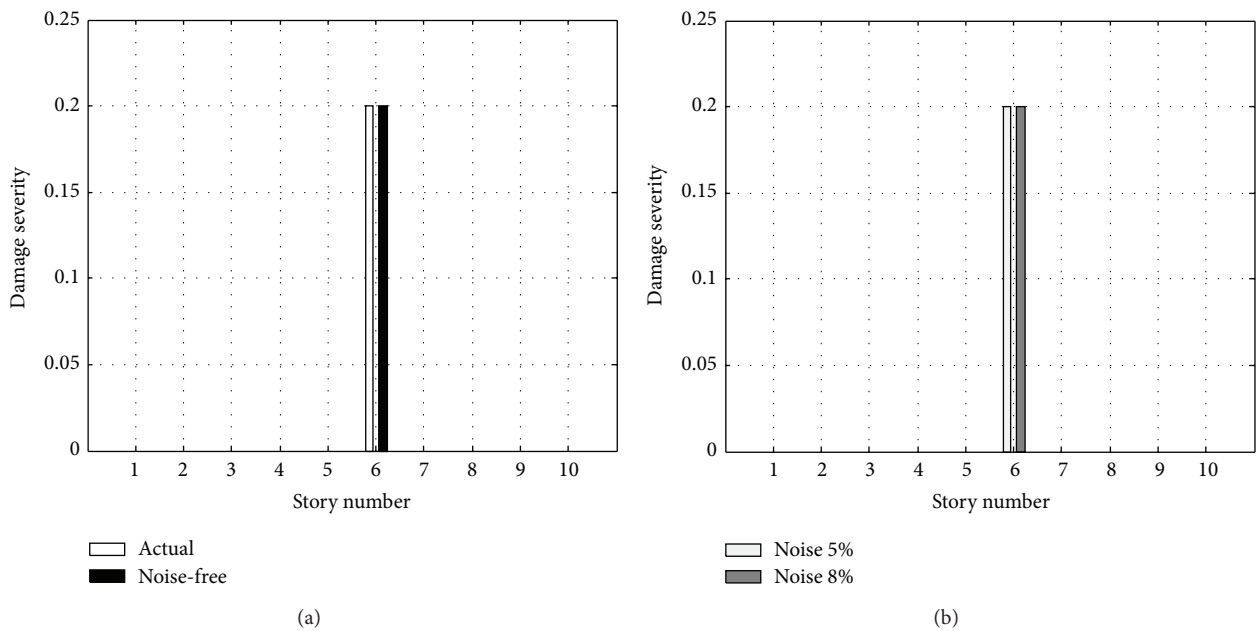 0.25
0.2
0.15
0.1
0.05
0
Damage severity
1 2 3 4 5 6 7 8 9 10
Story number
Actual
Noise-free
(a)
0.25
0.2
0.15
0.1
0.05
0
Damage severity
1 2 3 4 5 6 7 8 9 10
Story number
Noise 5%
Noise 8%
(b)